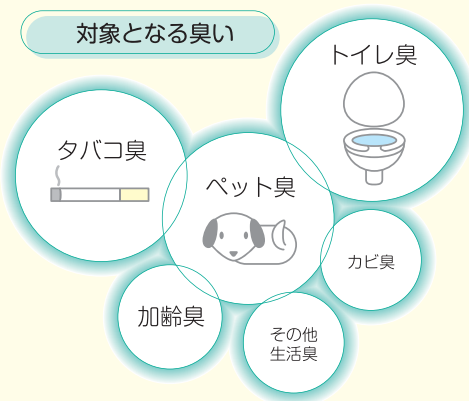 対象となる臭い
トイレ臭
タバコ臭
ペット臭
カビ臭
加齢臭
その他
生活臭